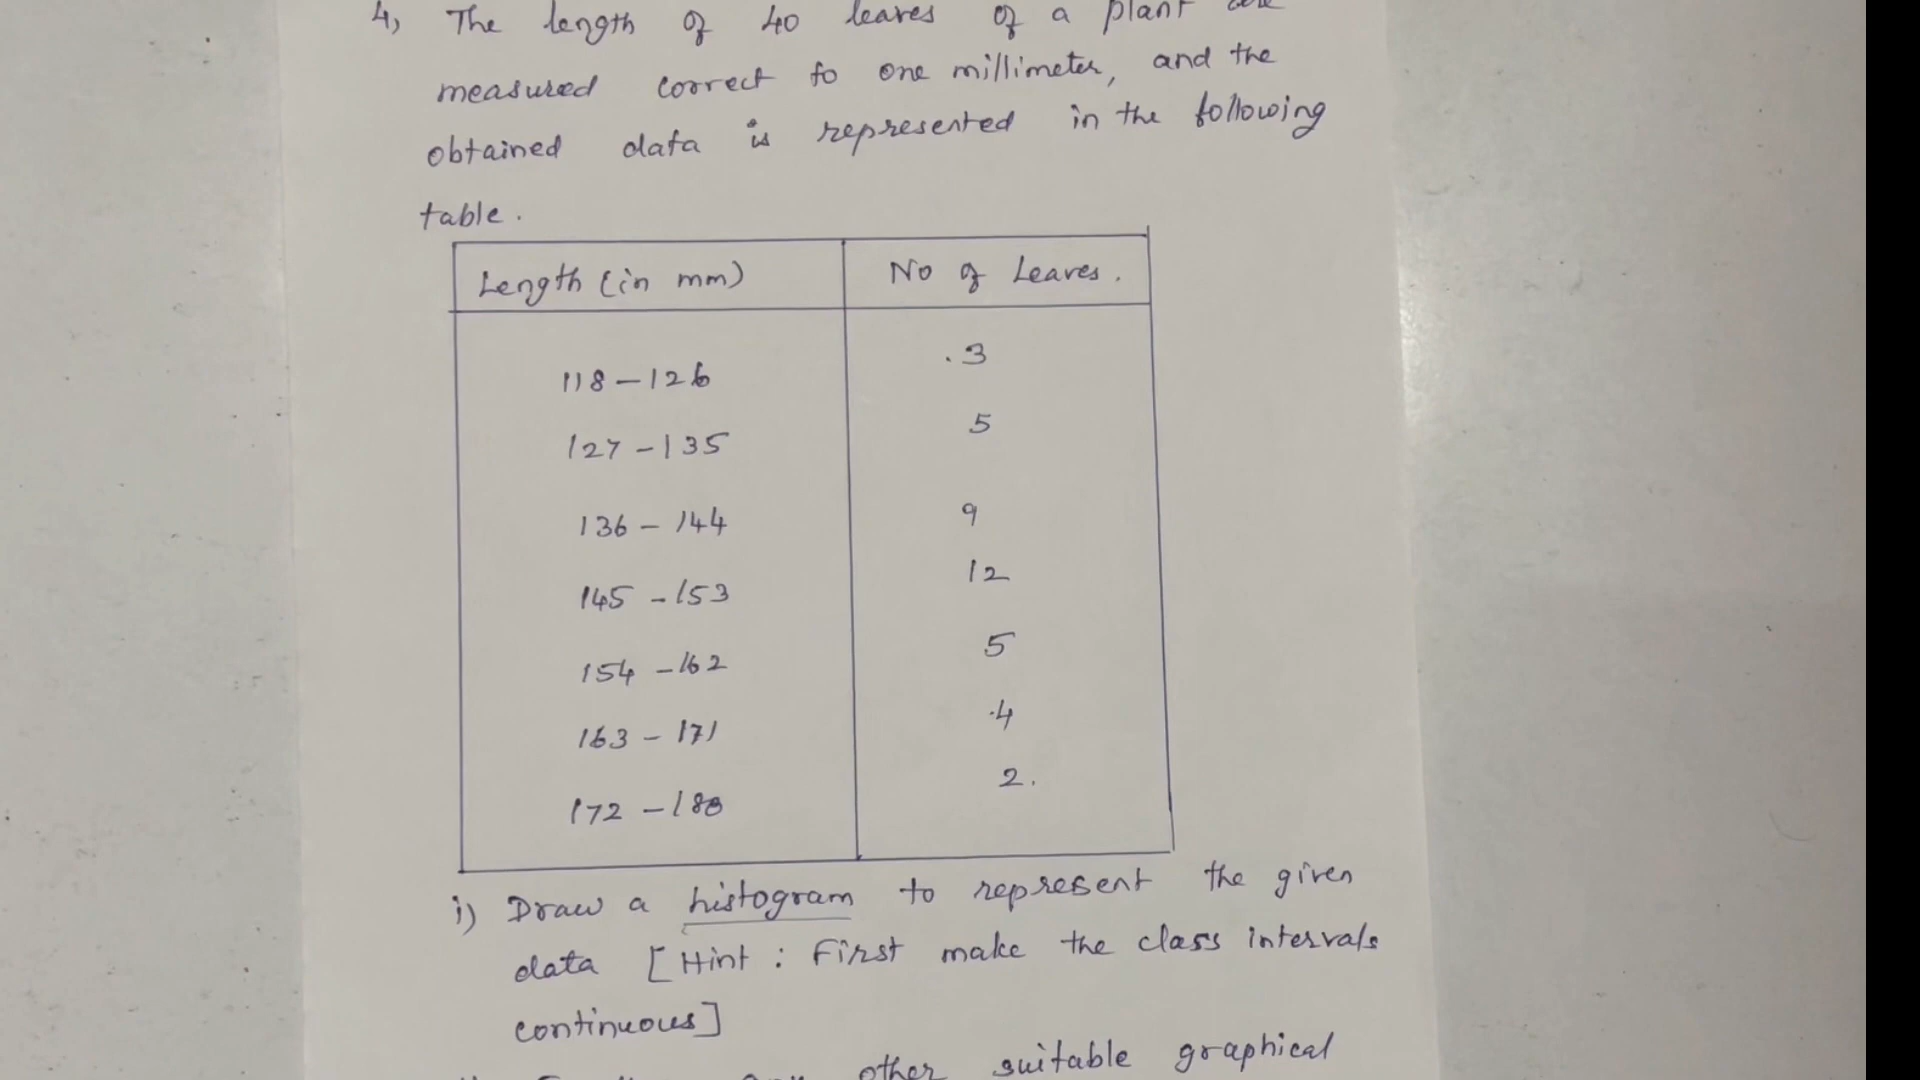 4, The length of 40 leaves of a plant are
measured correct to one millimeter, and the
obtained data is represented in the following
table.
Length (in mm) No of Leaves.
118-126 3
127-135 5
136-144 9
145-153 12
154-162 5
163-171 4
172-180 2.
i) Draw a histogram to represent the given
data [Hint : First make the class intervals
continuous]
other suitable graphical